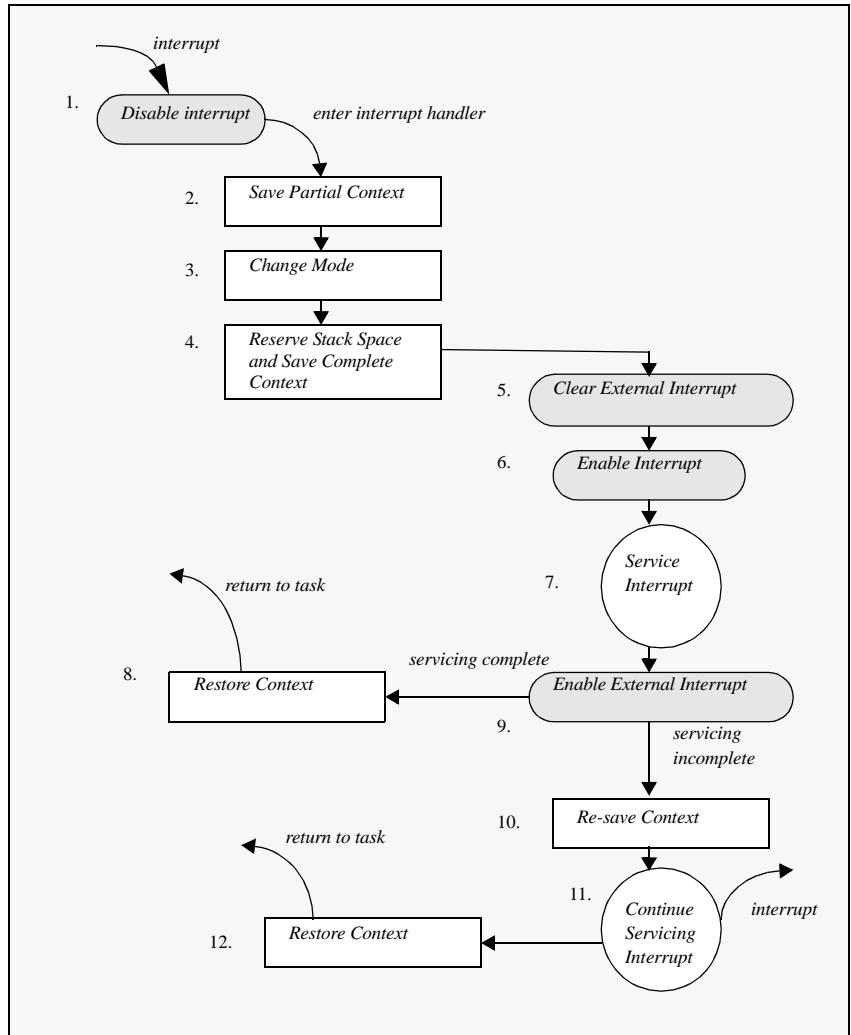 interrupt
1.
Disable interrupt
enter interrupt handler
2.
Save Partial Context
3.
Change Mode
4.
Reserve Stack Space
and Save Complete
Context
5.
Clear External Interrupt
6.
Enable Interrupt
7.
Service
Interrupt
return to task
8.
Restore Context
servicing complete
Enable External Interrupt
9.
servicing
incomplete
10.
Re-save Context
return to task
11.
Continue
Servicing
Interrupt
interrupt
12.
Restore Context